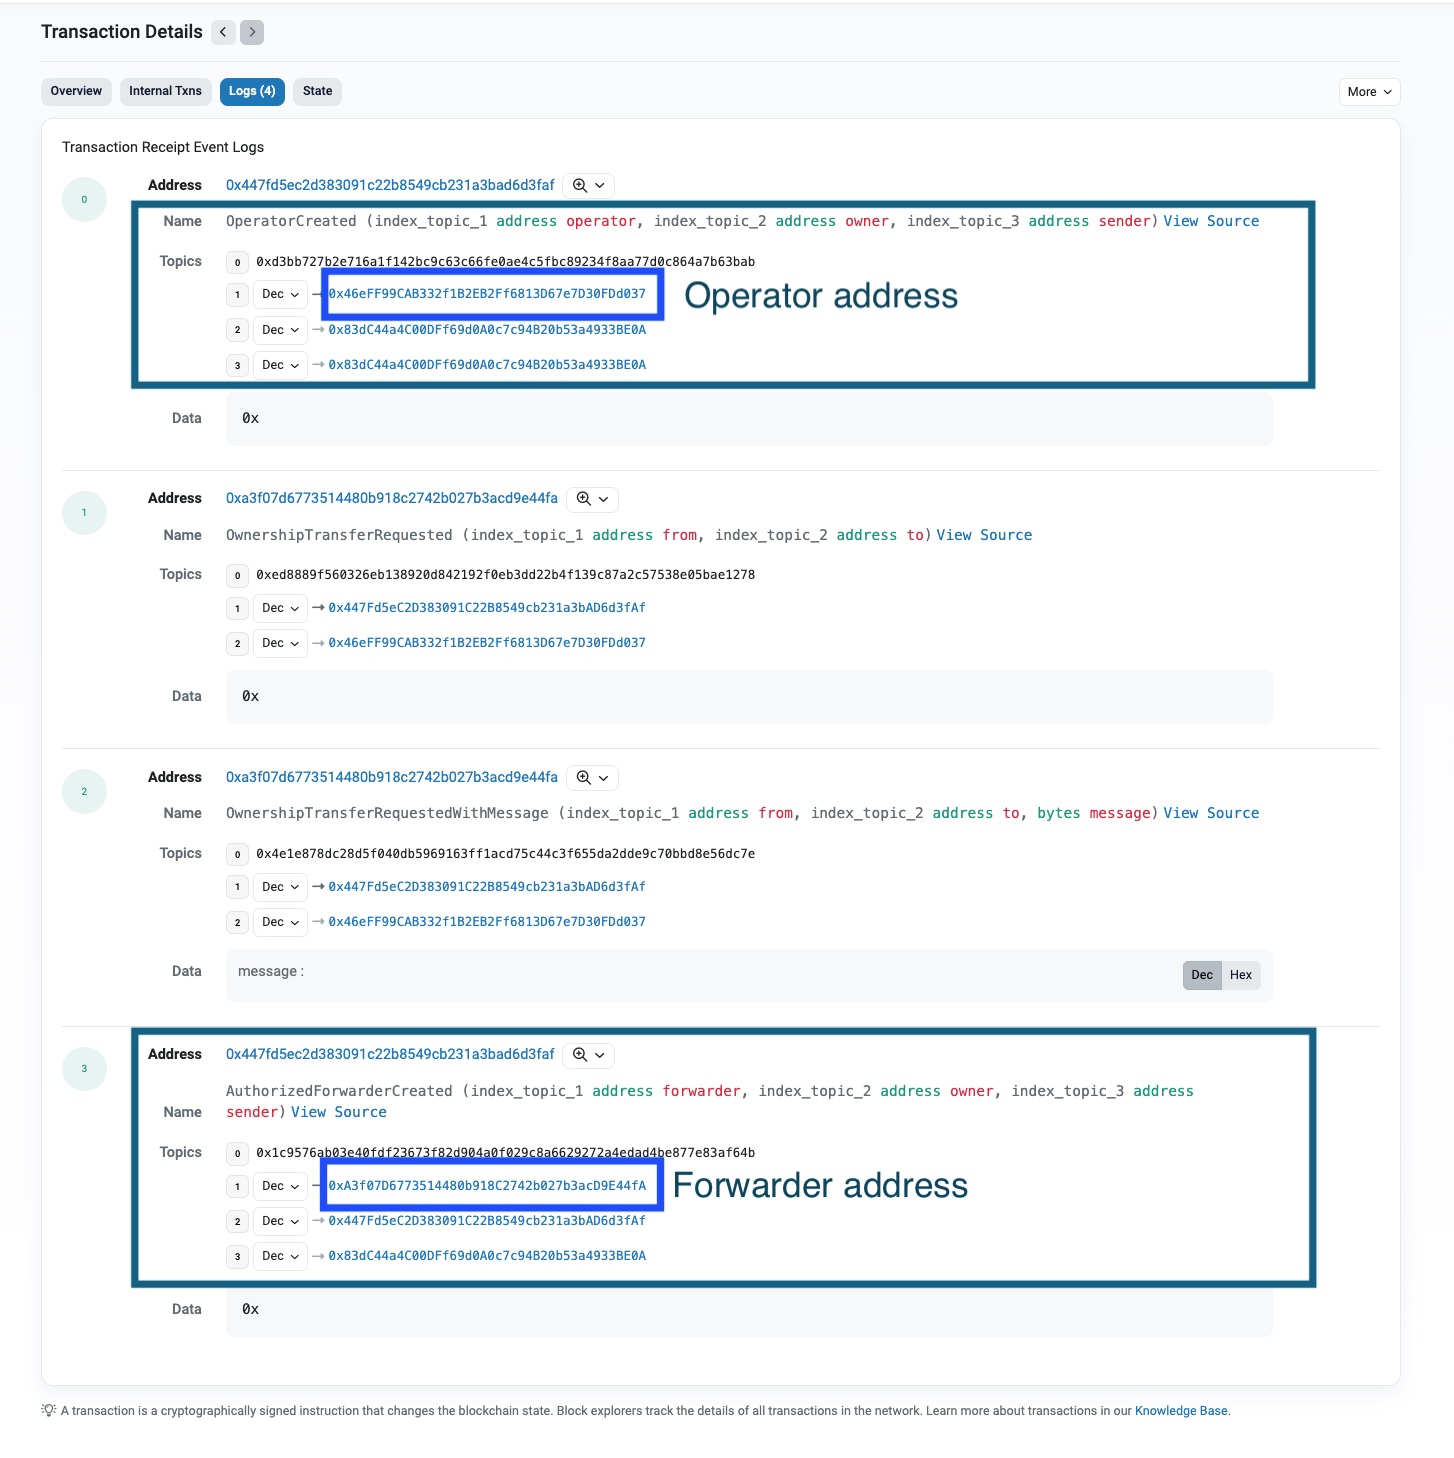 Transaction Details
Overview Internal Txns Logs (4) State More
Transaction Receipt Event Logs
0 Address 0x447fd5ec2d383091c22b8549cb231a3bad6d3faf
Name OperatorCreated (index_topic_1 address operator, index_topic_2 address owner, index_topic_3 address sender) View Source
Topics 0 0xd3bb727b2e716a1f142bc9c63c66fe0ae4c5fbc89234f8aa77d0c864a7b63bab
1 Dec → 0x46eFF99CAB332f1B2EB2Ff6813D67e7D30FDd037 Operator address
2 Dec → 0x83dC44a4C00DFf69d0A0c7c94B20b53a4933BE0A
3 Dec → 0x83dC44a4C00DFf69d0A0c7c94B20b53a4933BE0A
Data 0x
1 Address 0xa3f07d6773514480b918c2742b027b3acd9e44fa
Name OwnershipTransferRequested (index_topic_1 address from, index_topic_2 address to) View Source
Topics 0 0xed8889f560326eb138920d842192f0eb3dd22b4f139c87a2c57538e05bae1278
1 Dec → 0x447Fd5eC2D383091C22B8549cb231a3bAD6d3fAf
2 Dec → 0x46eFF99CAB332f1B2EB2Ff6813D67e7D30FDd037
Data 0x
2 Address 0xa3f07d6773514480b918c2742b027b3acd9e44fa
Name OwnershipTransferRequestedWithMessage (index_topic_1 address from, index_topic_2 address to, bytes message) View Source
Topics 0 0x4e1e878dc28d5f040db5969163ff1acd75c44c3f655da2dde9c70bbd8e56dc7e
1 Dec → 0x447Fd5eC2D383091C22B8549cb231a3bAD6d3fAf
2 Dec → 0x46eFF99CAB332f1B2EB2Ff6813D67e7D30FDd037
Data message : Dec Hex
3 Address 0x447fd5ec2d383091c22b8549cb231a3bad6d3faf
AuthorizedForwarderCreated (index_topic_1 address forwarder, index_topic_2 address owner, index_topic_3 address
Name sender) View Source
Topics 0 0x1c9576ab03e40fdf23673f82d904a0f029c8a6629272a4edad4be877e83af64b
1 Dec → 0xA3f07D6773514480b918C2742b027b3acD9E44fA Forwarder address
2 Dec → 0x447Fd5eC2D383091C22B8549cb231a3bAD6d3fAf
3 Dec → 0x83dC44a4C00DFf69d0A0c7c94B20b53a4933BE0A
Data 0x
A transaction is a cryptographically signed instruction that changes the blockchain state. Block explorers track the details of all transactions in the network. Learn more about transactions in our Knowledge Base.